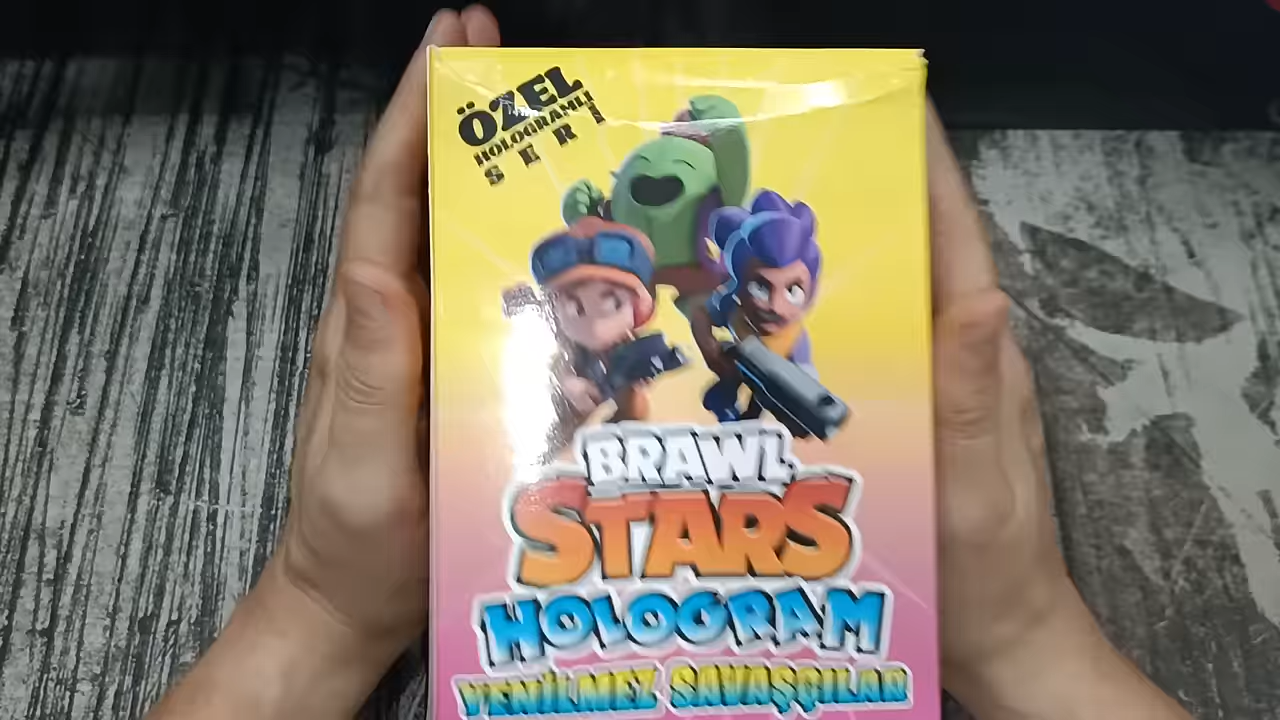 ÖZEL
HOLOGRAMLI
SERİ
BRAWL
STARS
HOLOGRAM
YENİLMEZ SAVAŞÇILAR